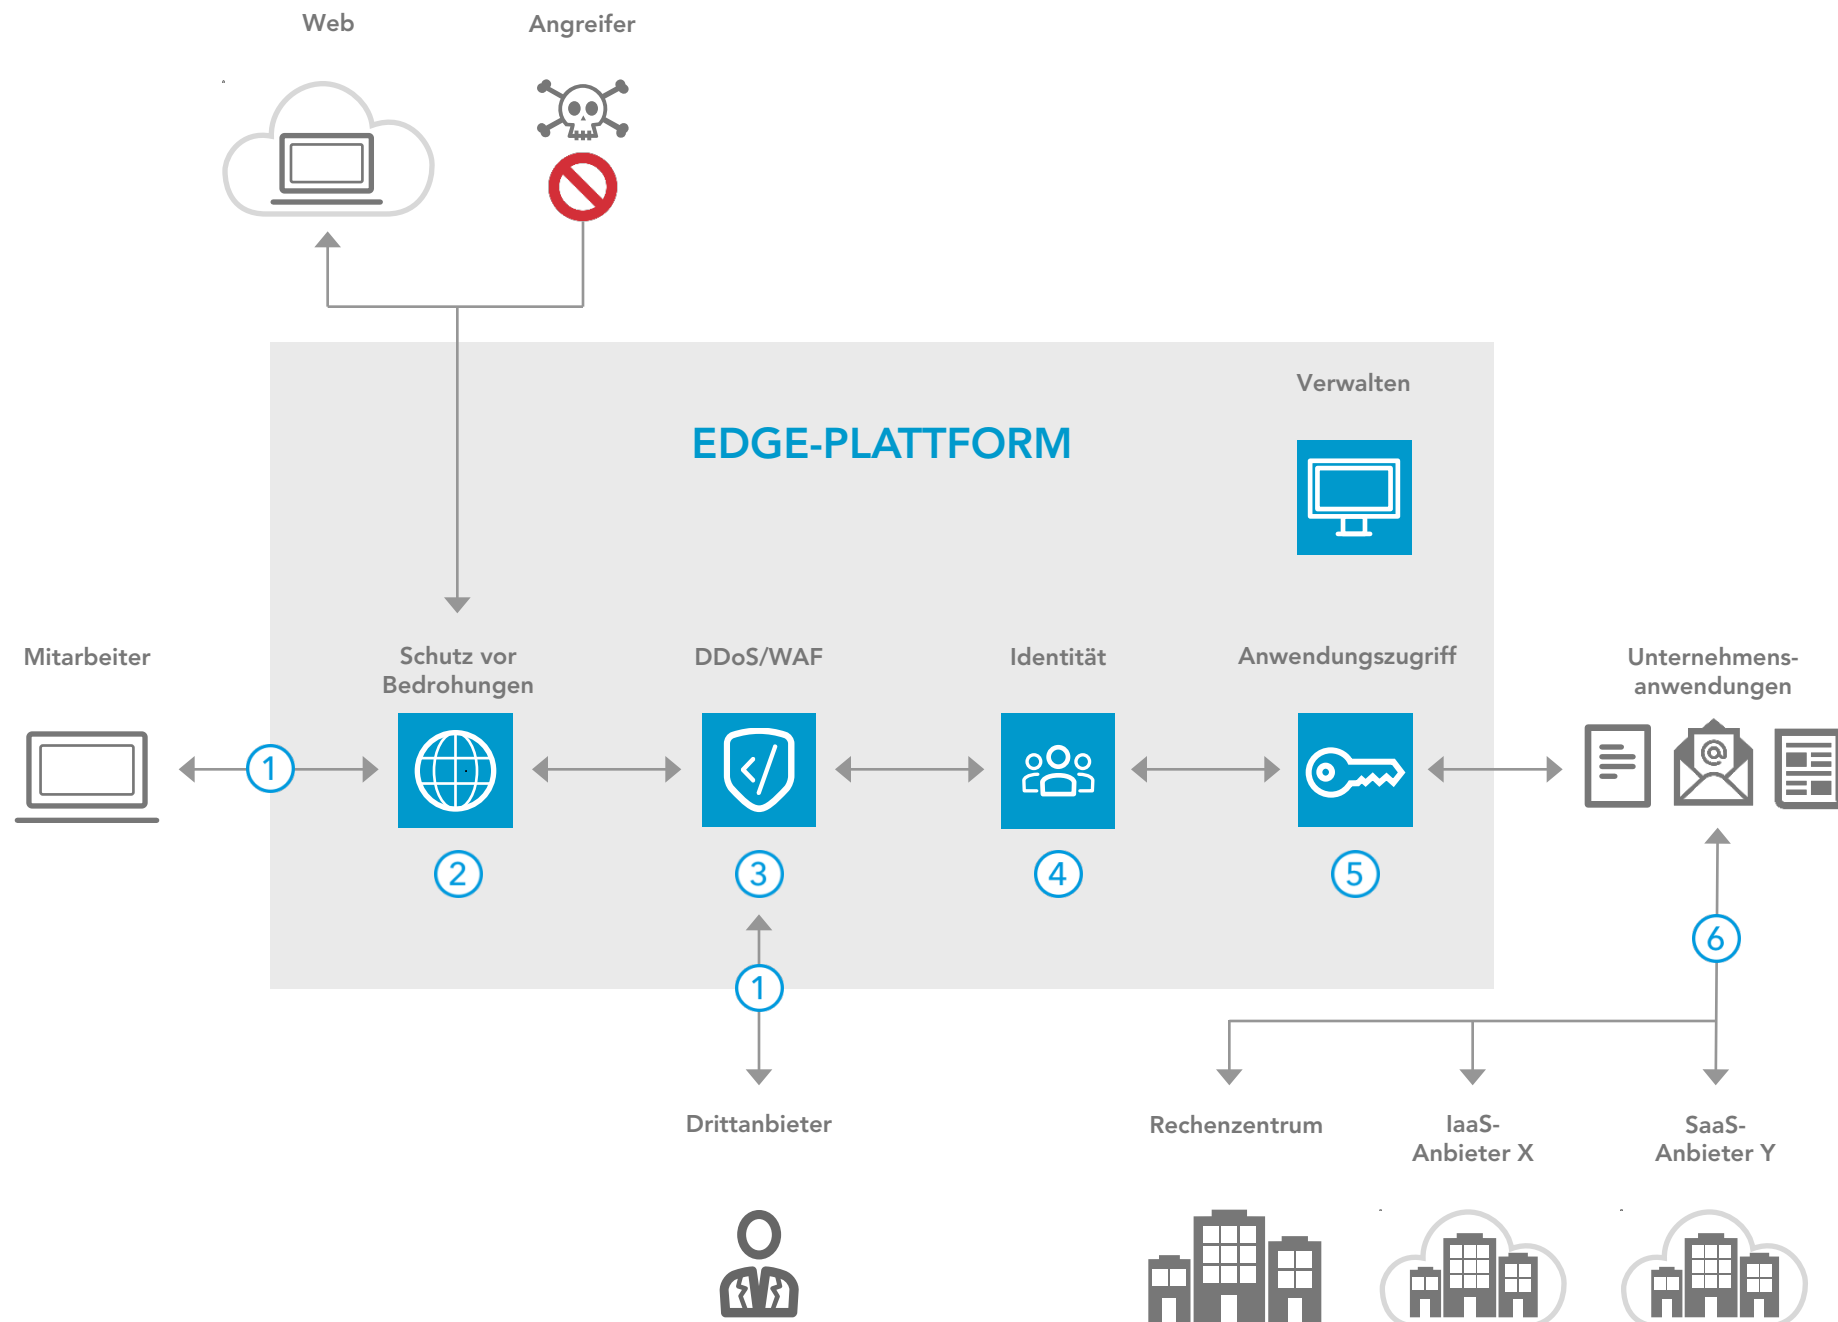 Web
Angreifer
Verwalten
EDGE-PLATTFORM
Mitarbeiter
Schutz vor
Bedrohungen
DDoS/WAF
Identität
Anwendungszugriff
Unternehmens-
anwendungen
@
1
2
3
4
5
6
1
Drittanbieter
Rechenzentrum
IaaS-
Anbieter X
SaaS-
Anbieter Y